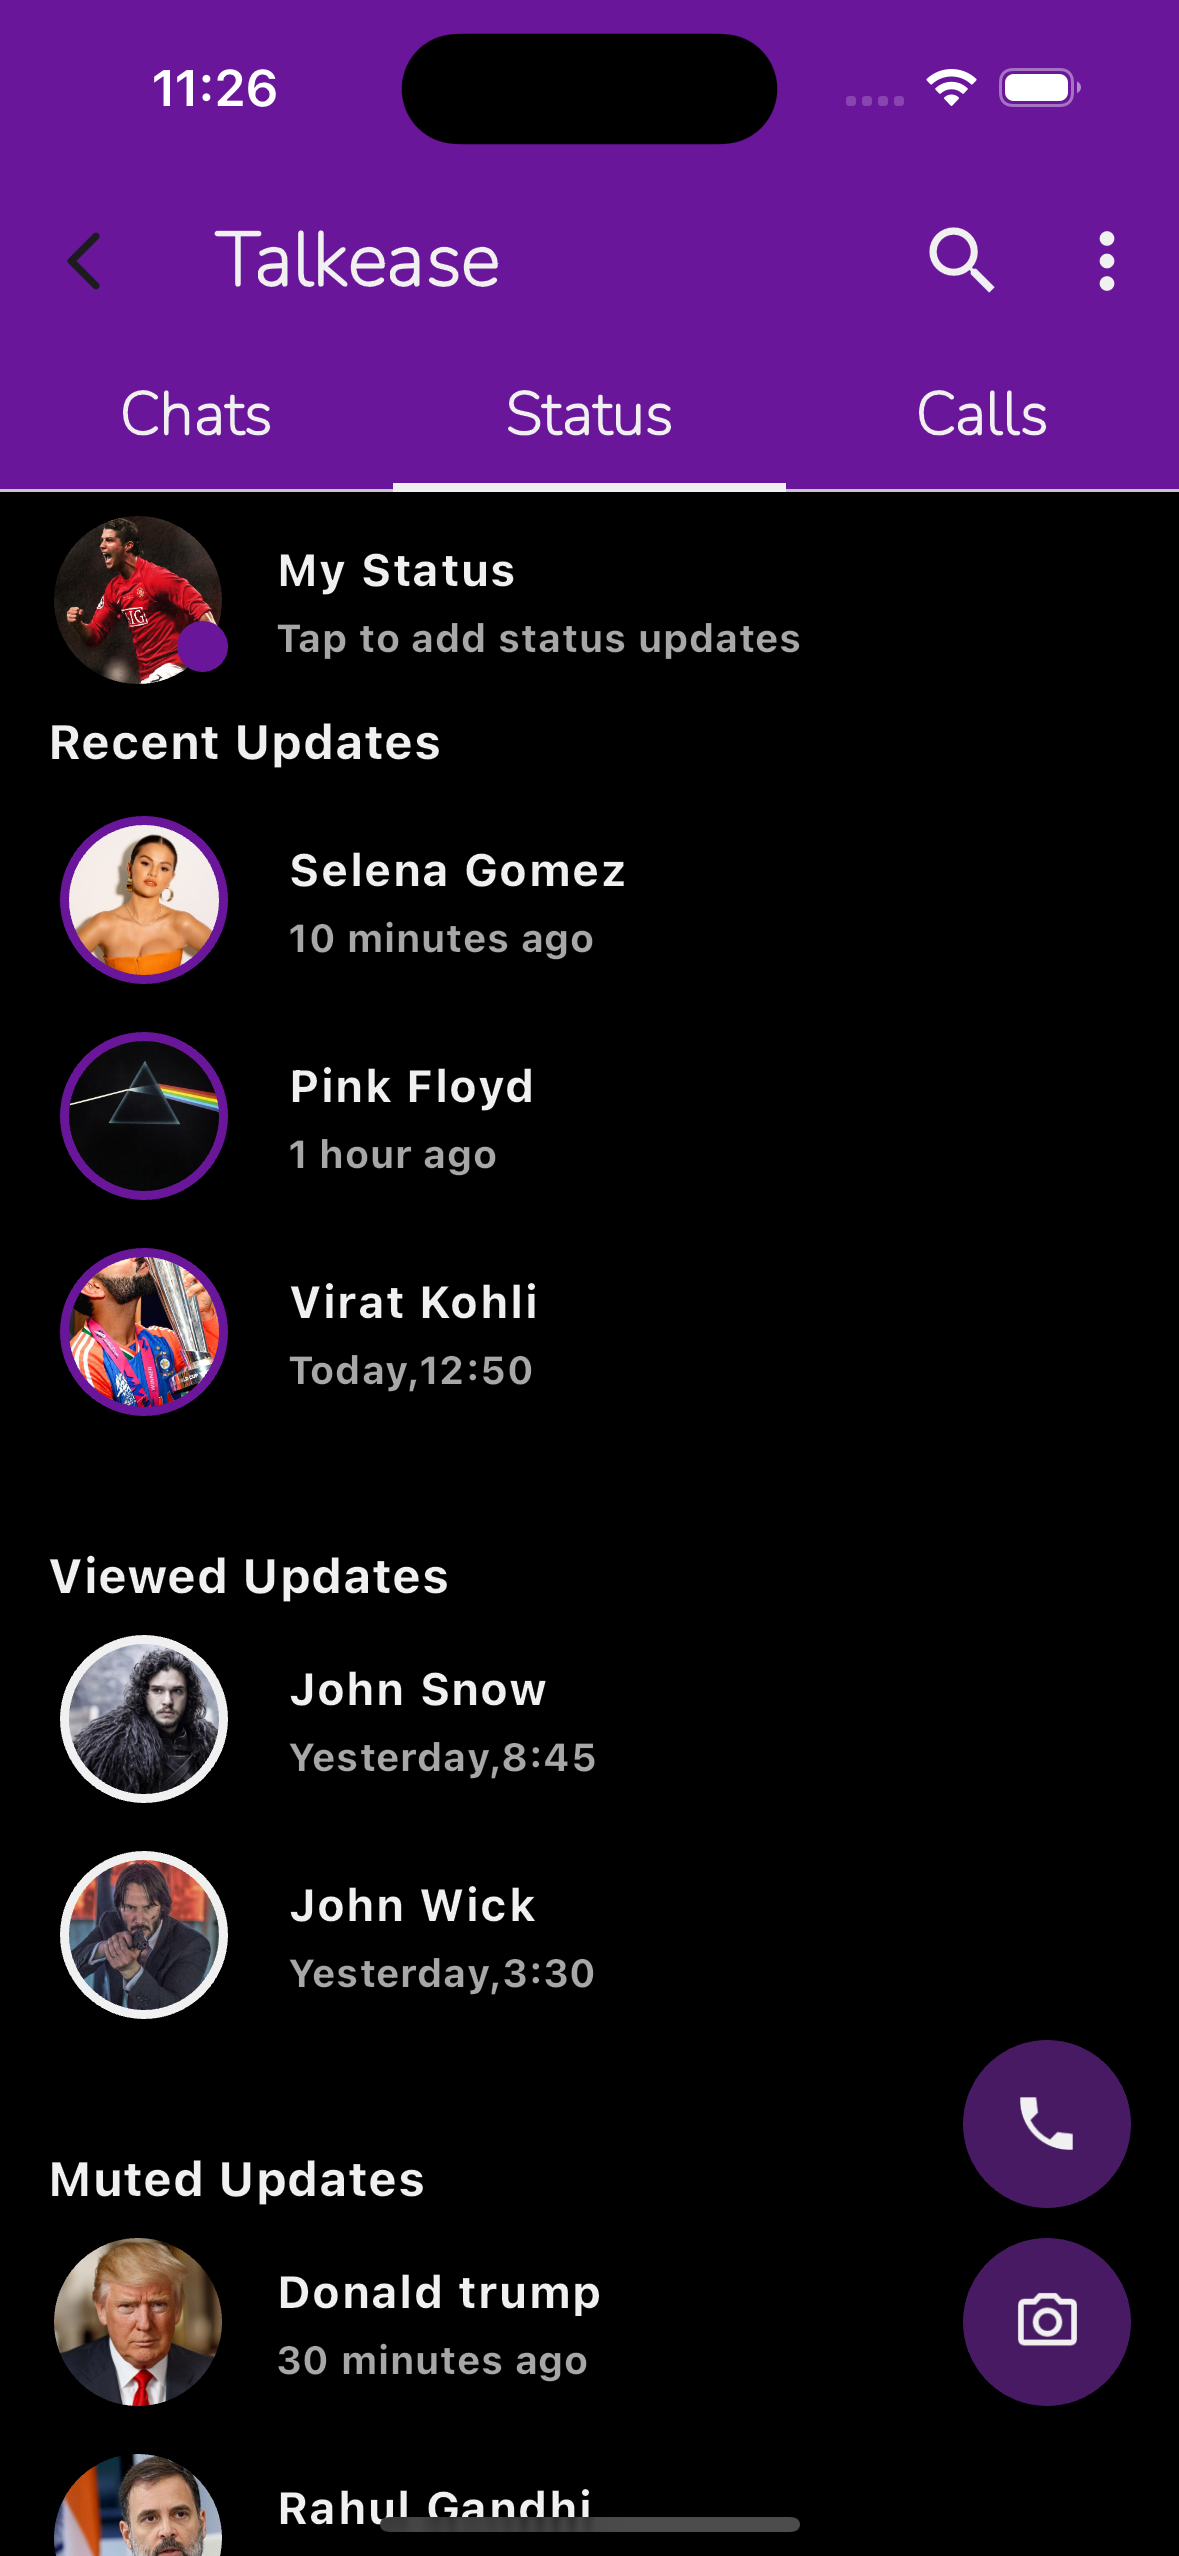 11:26
Talkease
Chats Status Calls
My Status
Tap to add status updates
Recent Updates
Selena Gomez
10 minutes ago
Pink Floyd
1 hour ago
Virat Kohli
Today,12:50
Viewed Updates
John Snow
Yesterday,8:45
John Wick
Yesterday,3:30
Muted Updates
Donald trump
30 minutes ago
Rahul Gandhi